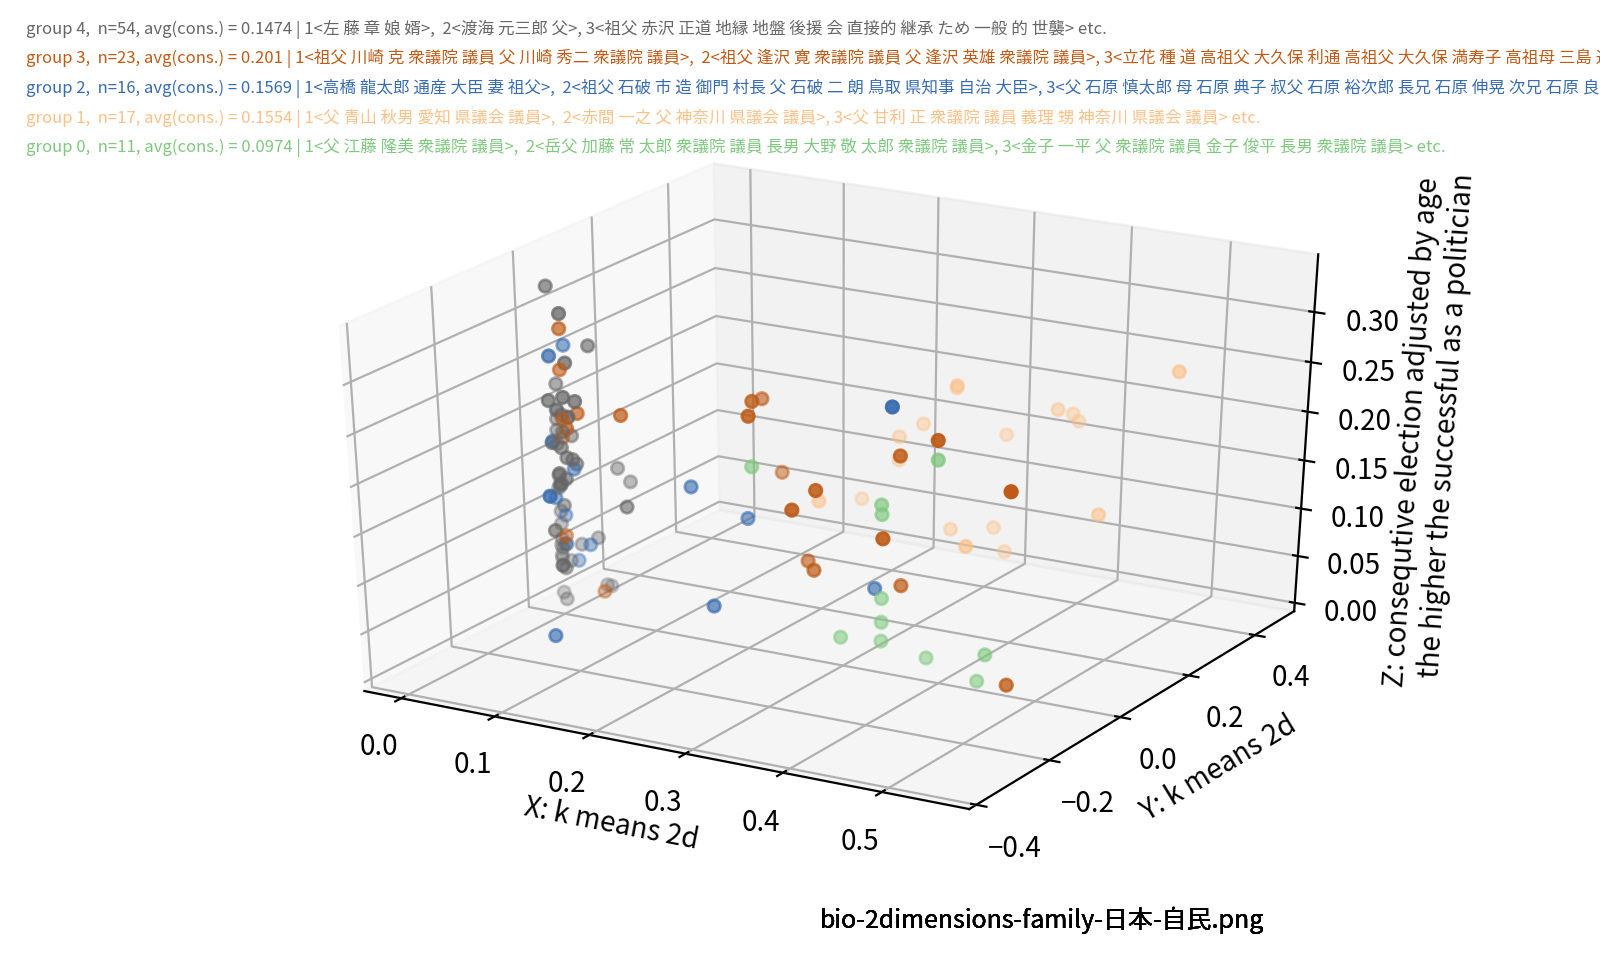 group 4,  n=54, avg(cons.) = 0.1474 | 1<左 藤 章 娘 婿>,  2<渡海 元三郎 父>, 3<祖父 赤沢 正道 地縁 地盤 後援 会 直接的 継承 ため 一般 的 世襲> etc.
group 3,  n=23, avg(cons.) = 0.201 | 1<祖父 川崎 克 衆議院 議員 父 川崎 秀二 衆議院 議員>,  2<祖父 逢沢 寛 衆議院 議員 父 逢沢 英雄 衆議院 議員>, 3<立花 種 道 高祖父 大久保 利通 高祖父 大久保 満寿子 高祖母 三島
group 2,  n=16, avg(cons.) = 0.1569 | 1<高橋 龍太郎 通産 大臣 妻 祖父>,  2<祖父 石破 市 造 御門 村長 父 石破 二 朗 鳥取 県知事 自治 大臣>, 3<父 石原 慎太郎 母 石原 典子 叔父 石原 裕次郎 長兄 石原 伸晃 次兄 石原 良
group 1,  n=17, avg(cons.) = 0.1554 | 1<父 青山 秋男 愛知 県議会 議員>,  2<赤間 一之 父 神奈川 県議会 議員>, 3<父 甘利 正 衆議院 議員 義理 甥 神奈川 県議会 議員> etc.
group 0,  n=11, avg(cons.) = 0.0974 | 1<父 江藤 隆美 衆議院 議員>,  2<岳父 加藤 常 太郎 衆議院 議員 長男 大野 敬 太郎 衆議院 議員>, 3<金子 一平 父 衆議院 議員 金子 俊平 長男 衆議院 議員> etc.
0.30
0.25
0.20
0.15
0.10
0.05
0.00
Z: consequtive election adjusted by age
the higher the successful as a politician
0.0
0.1
0.2
0.3
0.4
0.5
X: k means 2d
−0.4
−0.2
0.0
0.2
0.4
Y: k means 2d
bio-2dimensions-family-日本-自民.png